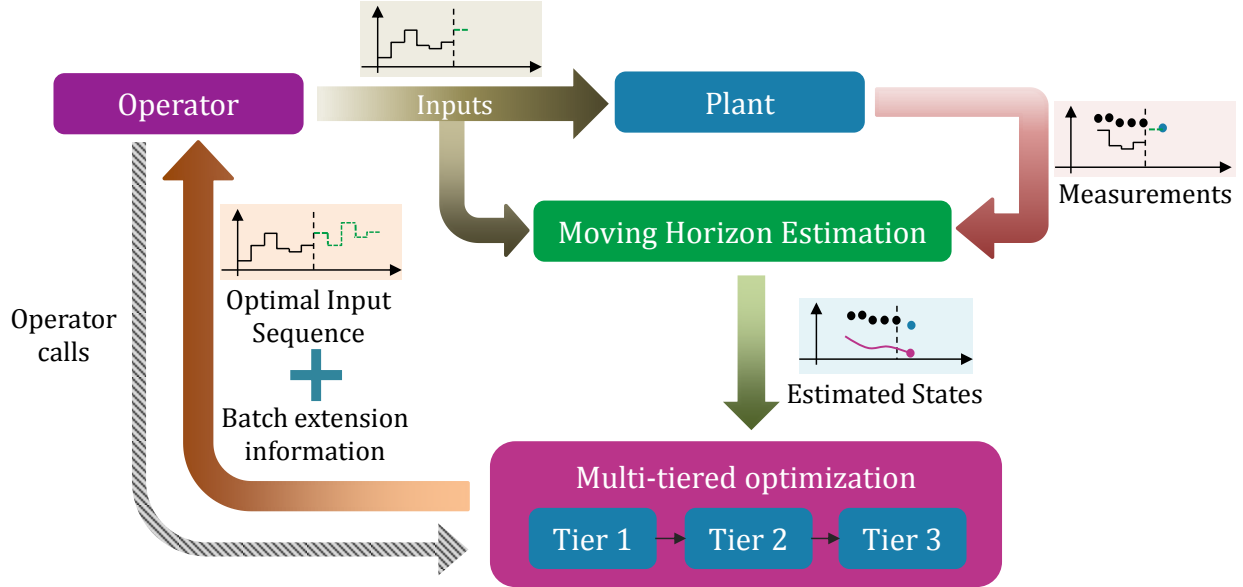 Operator
Inputs
Plant
Measurements
Moving Horizon Estimation
Optimal Input
Sequence
Operator
calls
Batch extension
information
Estimated States
Multi-tiered optimization
Tier 1
Tier 2
Tier 3